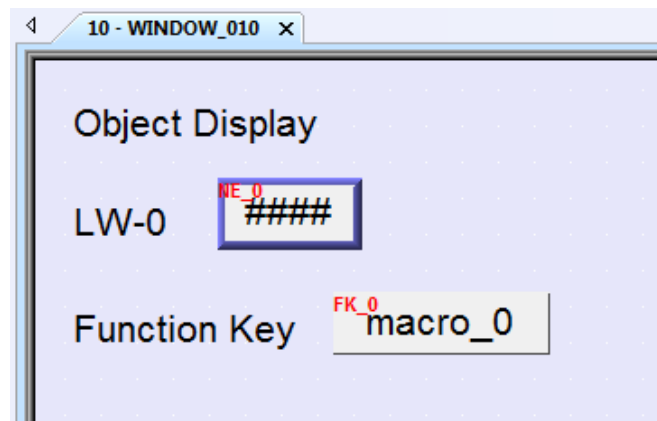 10 - WINDOW_010
Object Display
LW-0
NE_0
####
Function Key
FK_0
macro_0